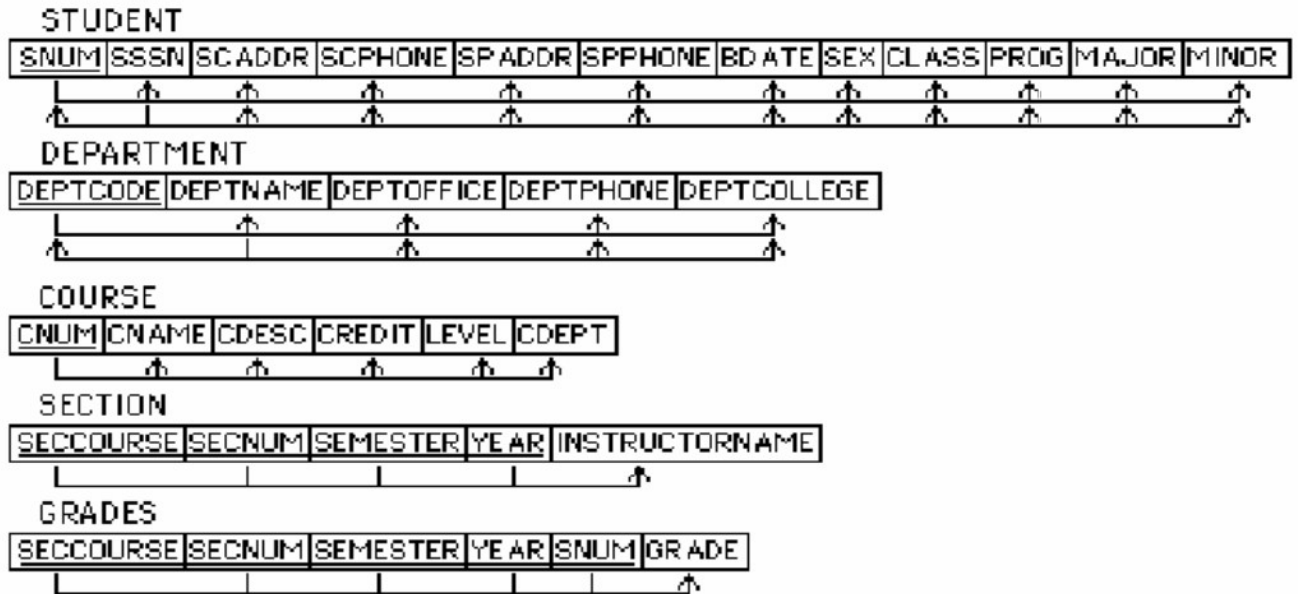 STUDENT
SNUM SSSN SCADDR SCPHONE SPADDR SPPHONE BDATE SEX CLASS PROG MAJOR MINOR
DEPARTMENT
DEPTCODE DEPTNAME DEPTOFFICE DEPTPHONE DEPTCOLLEGE
COURSE
CNUM CNAME CDESC CREDIT LEVEL CDEPT
SECTION
SECCOURSE SECNUM SEMESTER YEAR INSTRUCTORNAME
GRADES
SECCOURSE SECNUM SEMESTER YEAR SNUM GRADE